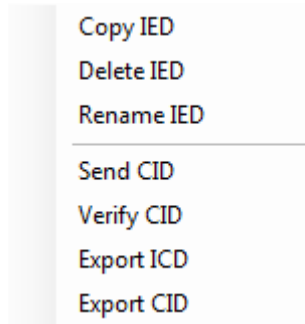 Copy IED
Delete IED
Rename IED
Send CID
Verify CID
Export ICD
Export CID